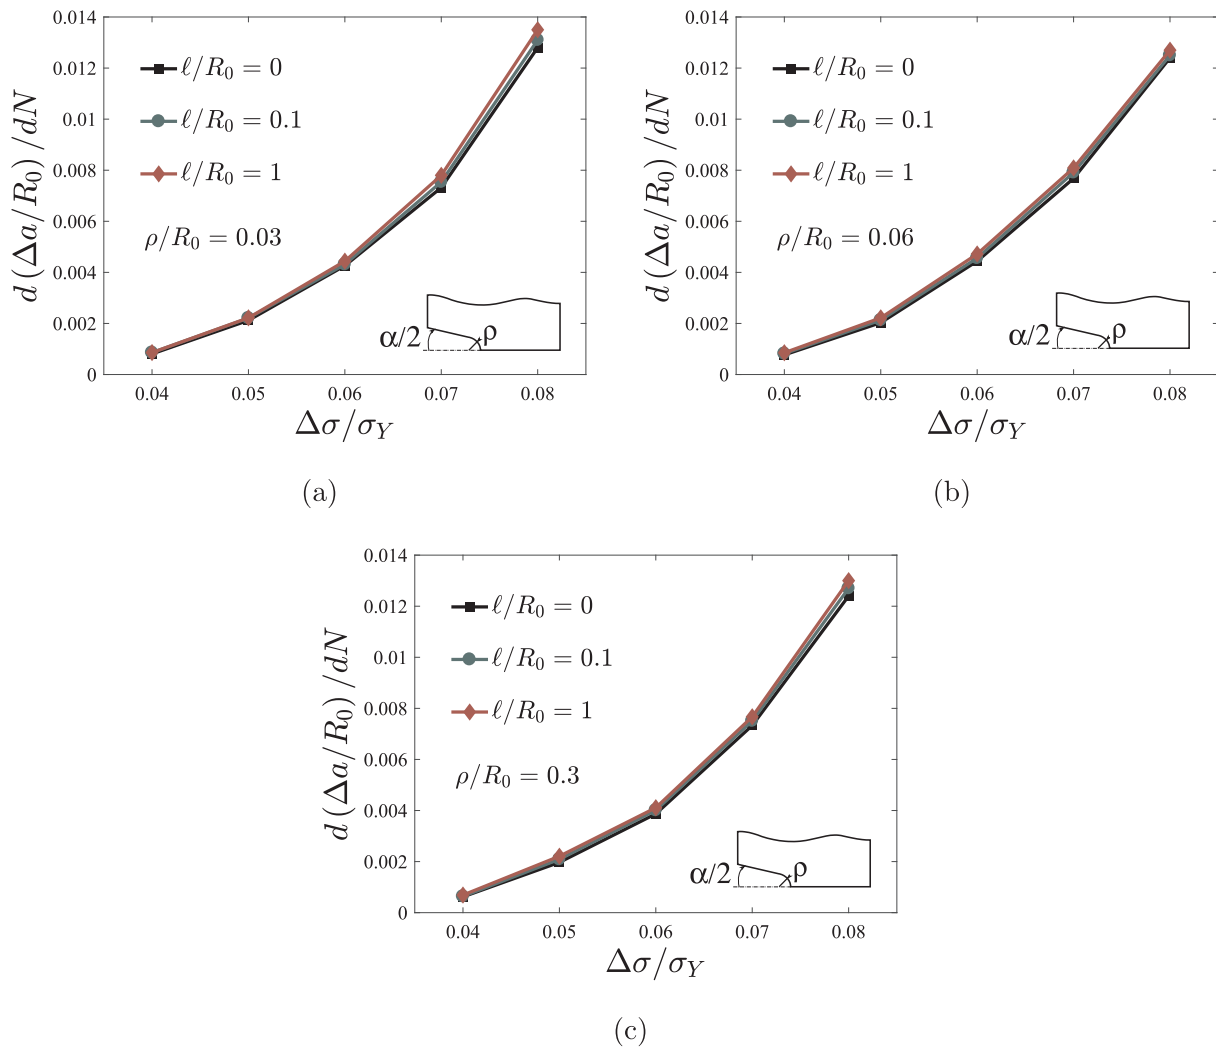 0.014
0.012
0.01
0.008
0.006
0.004
0.002
0
d (Δa/R₀) /dN
ℓ/R₀ = 0
ℓ/R₀ = 0.1
ℓ/R₀ = 1
ρ/R₀ = 0.03
α/2
ρ
0.04 0.05 0.06 0.07 0.08
Δσ/σ_Y
(a)
0.014
0.012
0.01
0.008
0.006
0.004
0.002
0
d (Δa/R₀) /dN
ℓ/R₀ = 0
ℓ/R₀ = 0.1
ℓ/R₀ = 1
ρ/R₀ = 0.06
α/2
ρ
0.04 0.05 0.06 0.07 0.08
Δσ/σ_Y
(b)
0.014
0.012
0.01
0.008
0.006
0.004
0.002
0
d (Δa/R₀) /dN
ℓ/R₀ = 0
ℓ/R₀ = 0.1
ℓ/R₀ = 1
ρ/R₀ = 0.3
α/2
ρ
0.04 0.05 0.06 0.07 0.08
Δσ/σ_Y
(c)